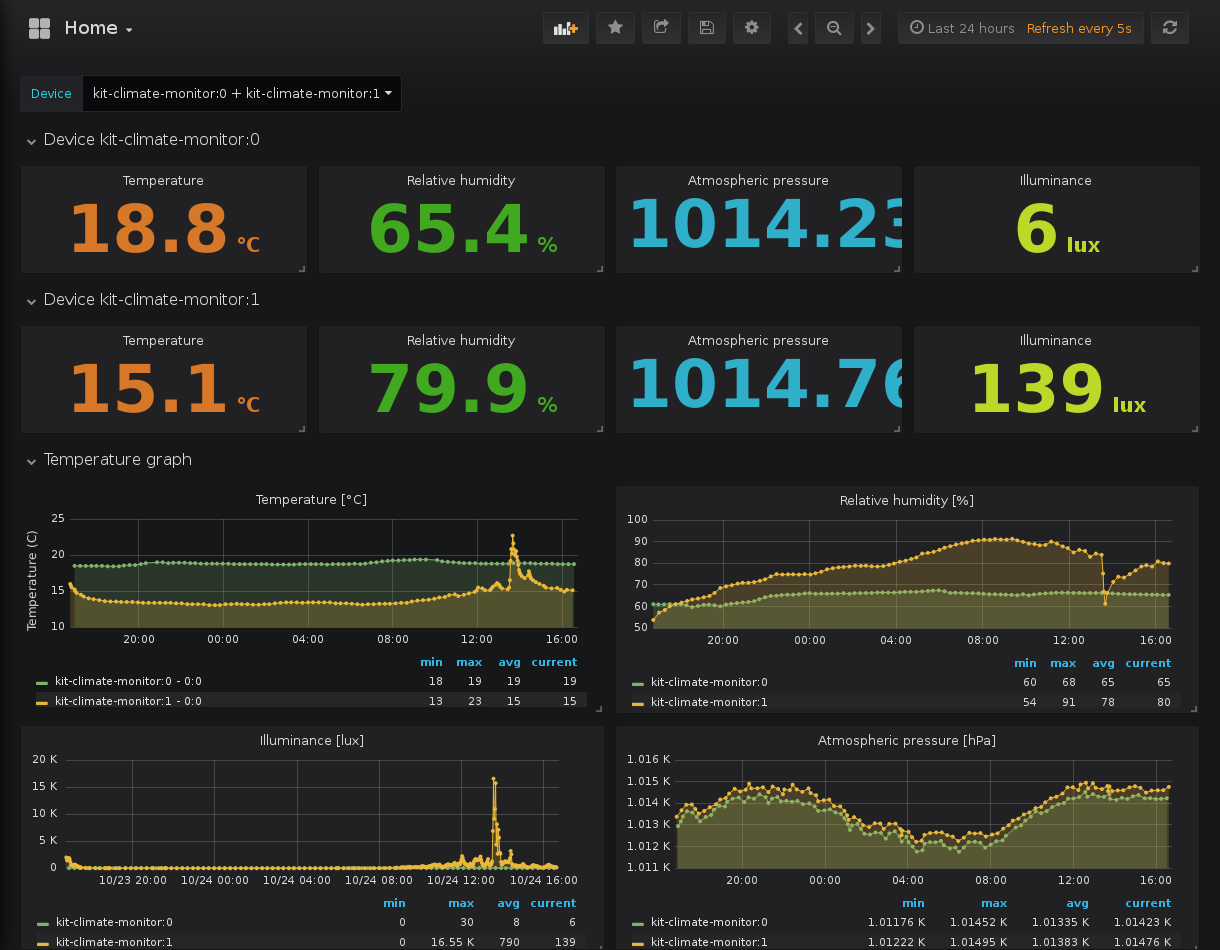 Home
Last 24 hours Refresh every 5s
Device kit-climate-monitor:0 + kit-climate-monitor:1
Device kit-climate-monitor:0
Temperature Relative humidity Atmospheric pressure Illuminance
18.8 °C 65.4 % 1014.23 6 lux
Device kit-climate-monitor:1
Temperature Relative humidity Atmospheric pressure Illuminance
15.1 °C 79.9 % 1014.76 139 lux
Temperature graph
Temperature [°C]
Temperature (C)
25
20
15
10
20:00 00:00 04:00 08:00 12:00 16:00
min max avg current
kit-climate-monitor:0 - 0:0 18 19 19 19
kit-climate-monitor:1 - 0:0 13 23 15 15
Relative humidity [%]
100
90
80
70
60
50
20:00 00:00 04:00 08:00 12:00 16:00
min max avg current
kit-climate-monitor:0 60 68 65 65
kit-climate-monitor:1 54 91 78 80
Illuminance [lux]
20 K
15 K
10 K
5 K
0
10/23 20:00 10/24 00:00 10/24 04:00 10/24 08:00 10/24 12:00 10/24 16:00
min max avg current
kit-climate-monitor:0 0 30 8 6
kit-climate-monitor:1 0 16.55 K 790 139
Atmospheric pressure [hPa]
1.016 K
1.015 K
1.014 K
1.013 K
1.012 K
1.011 K
20:00 00:00 04:00 08:00 12:00 16:00
min max avg current
kit-climate-monitor:0 1.01176 K 1.01452 K 1.01335 K 1.01423 K
kit-climate-monitor:1 1.01222 K 1.01495 K 1.01383 K 1.01476 K